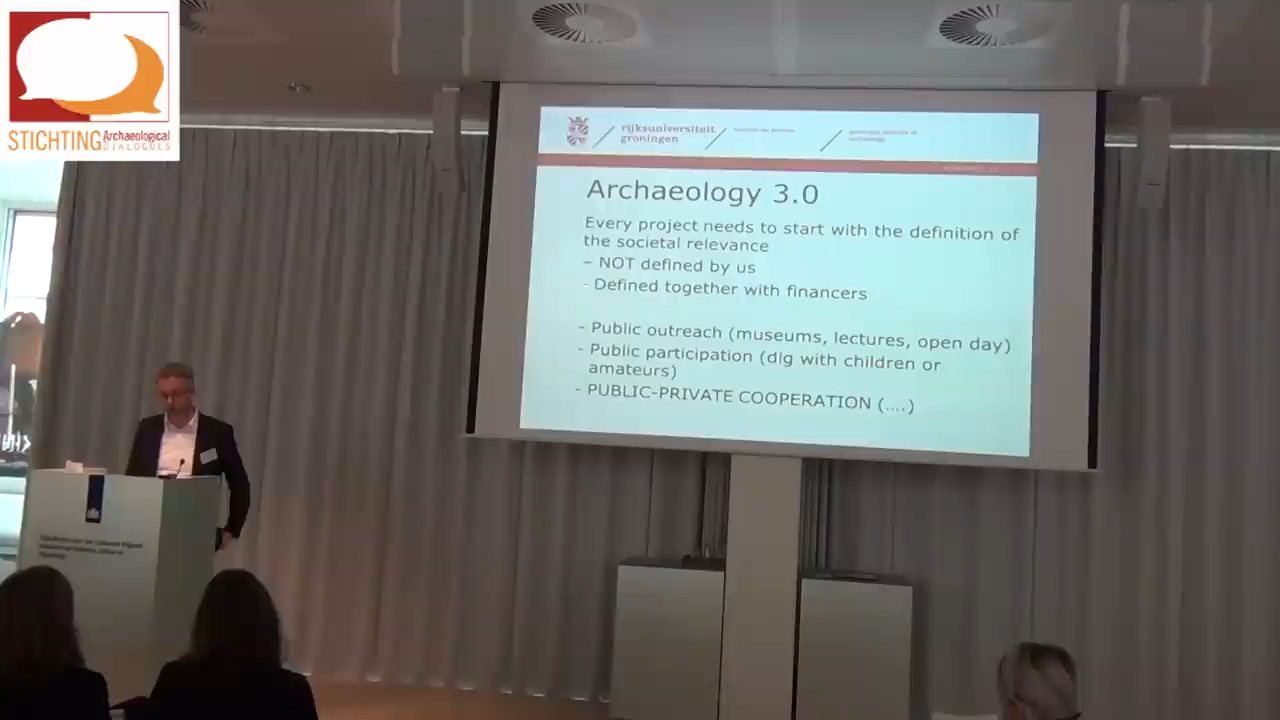 STICHTING Archaeological
DIALOGUES
rijksuniversiteit
groningen
Archaeology 3.0
Every project needs to start with the definition of
the societal relevance
– NOT defined by us
- Defined together with financers
- Public outreach (museums, lectures, open day)
- Public participation (dig with children or
amateurs)
- PUBLIC-PRIVATE COOPERATION (....)